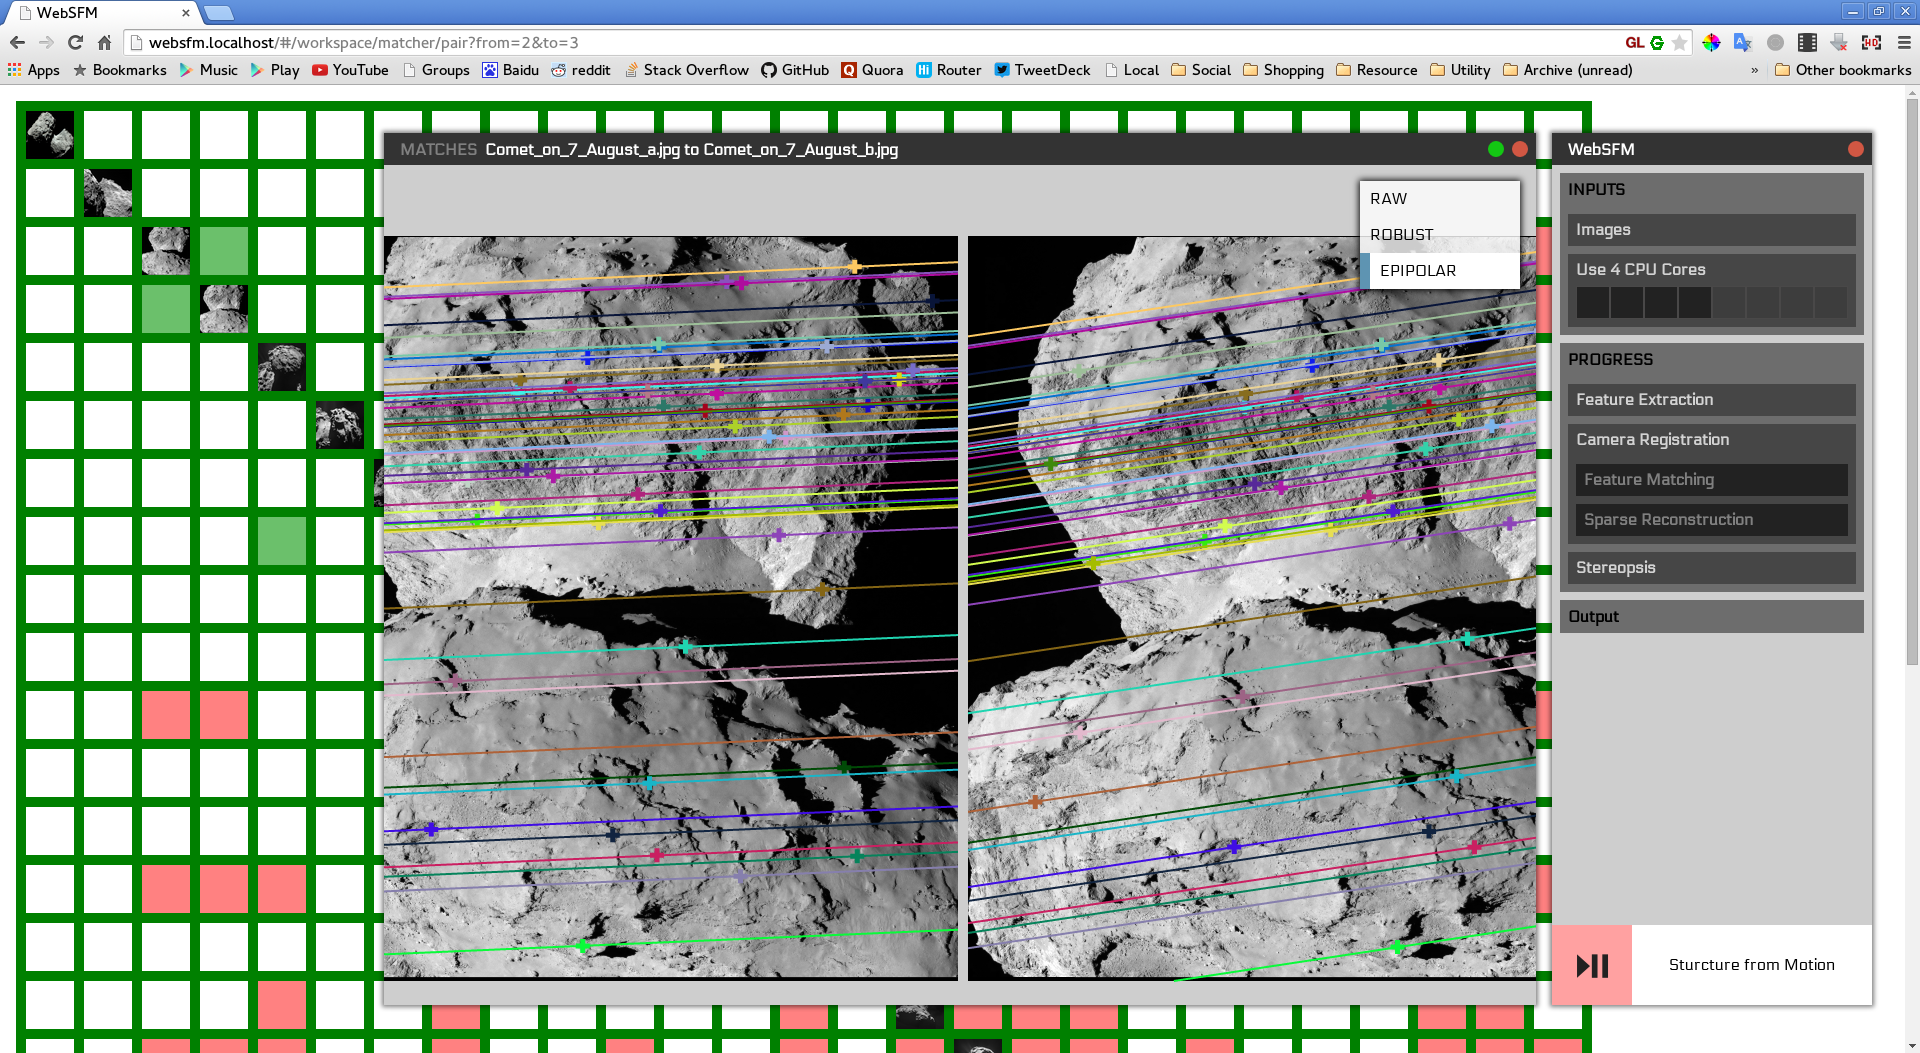 WebSFM
websfm.localhost/#/workspace/matcher/pair?from=2&to=3
GL
HD
Apps Bookmarks Music Play YouTube Groups Baidu reddit Stack Overflow GitHub Quora Router TweetDeck Local Social Shopping Resource Utility Archive (unread) » Other bookmarks
MATCHES Comet_on_7_August_a.jpg to Comet_on_7_August_b.jpg
RAW
ROBUST
EPIPOLAR
WebSFM
INPUTS
Images
Use 4 CPU Cores
PROGRESS
Feature Extraction
Camera Registration
Feature Matching
Sparse Reconstruction
Stereopsis
Output
Sturcture from Motion